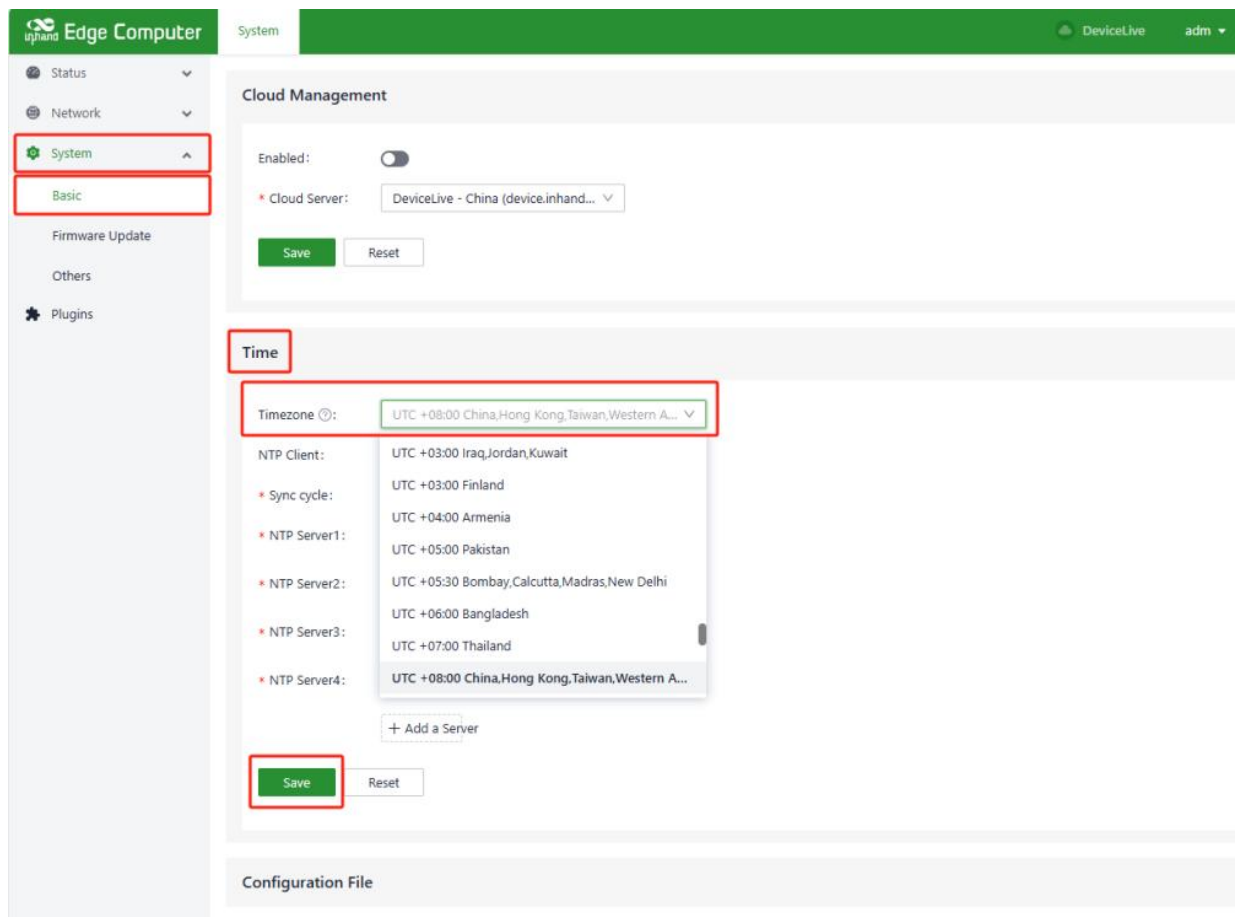 inhand Edge Computer
System
DeviceLive
adm
Status
Network
System
Basic
Firmware Update
Others
Plugins
Cloud Management
Enabled:
* Cloud Server: DeviceLive - China (device.inhand...
Save Reset
Time
Timezone ?: UTC +08:00 China,Hong Kong,Taiwan,Western A...
NTP Client:
* Sync cycle:
* NTP Server1:
* NTP Server2:
* NTP Server3:
* NTP Server4:
UTC +03:00 Iraq,Jordan,Kuwait
UTC +03:00 Finland
UTC +04:00 Armenia
UTC +05:00 Pakistan
UTC +05:30 Bombay,Calcutta,Madras,New Delhi
UTC +06:00 Bangladesh
UTC +07:00 Thailand
UTC +08:00 China,Hong Kong,Taiwan,Western A...
+ Add a Server
Save Reset
Configuration File